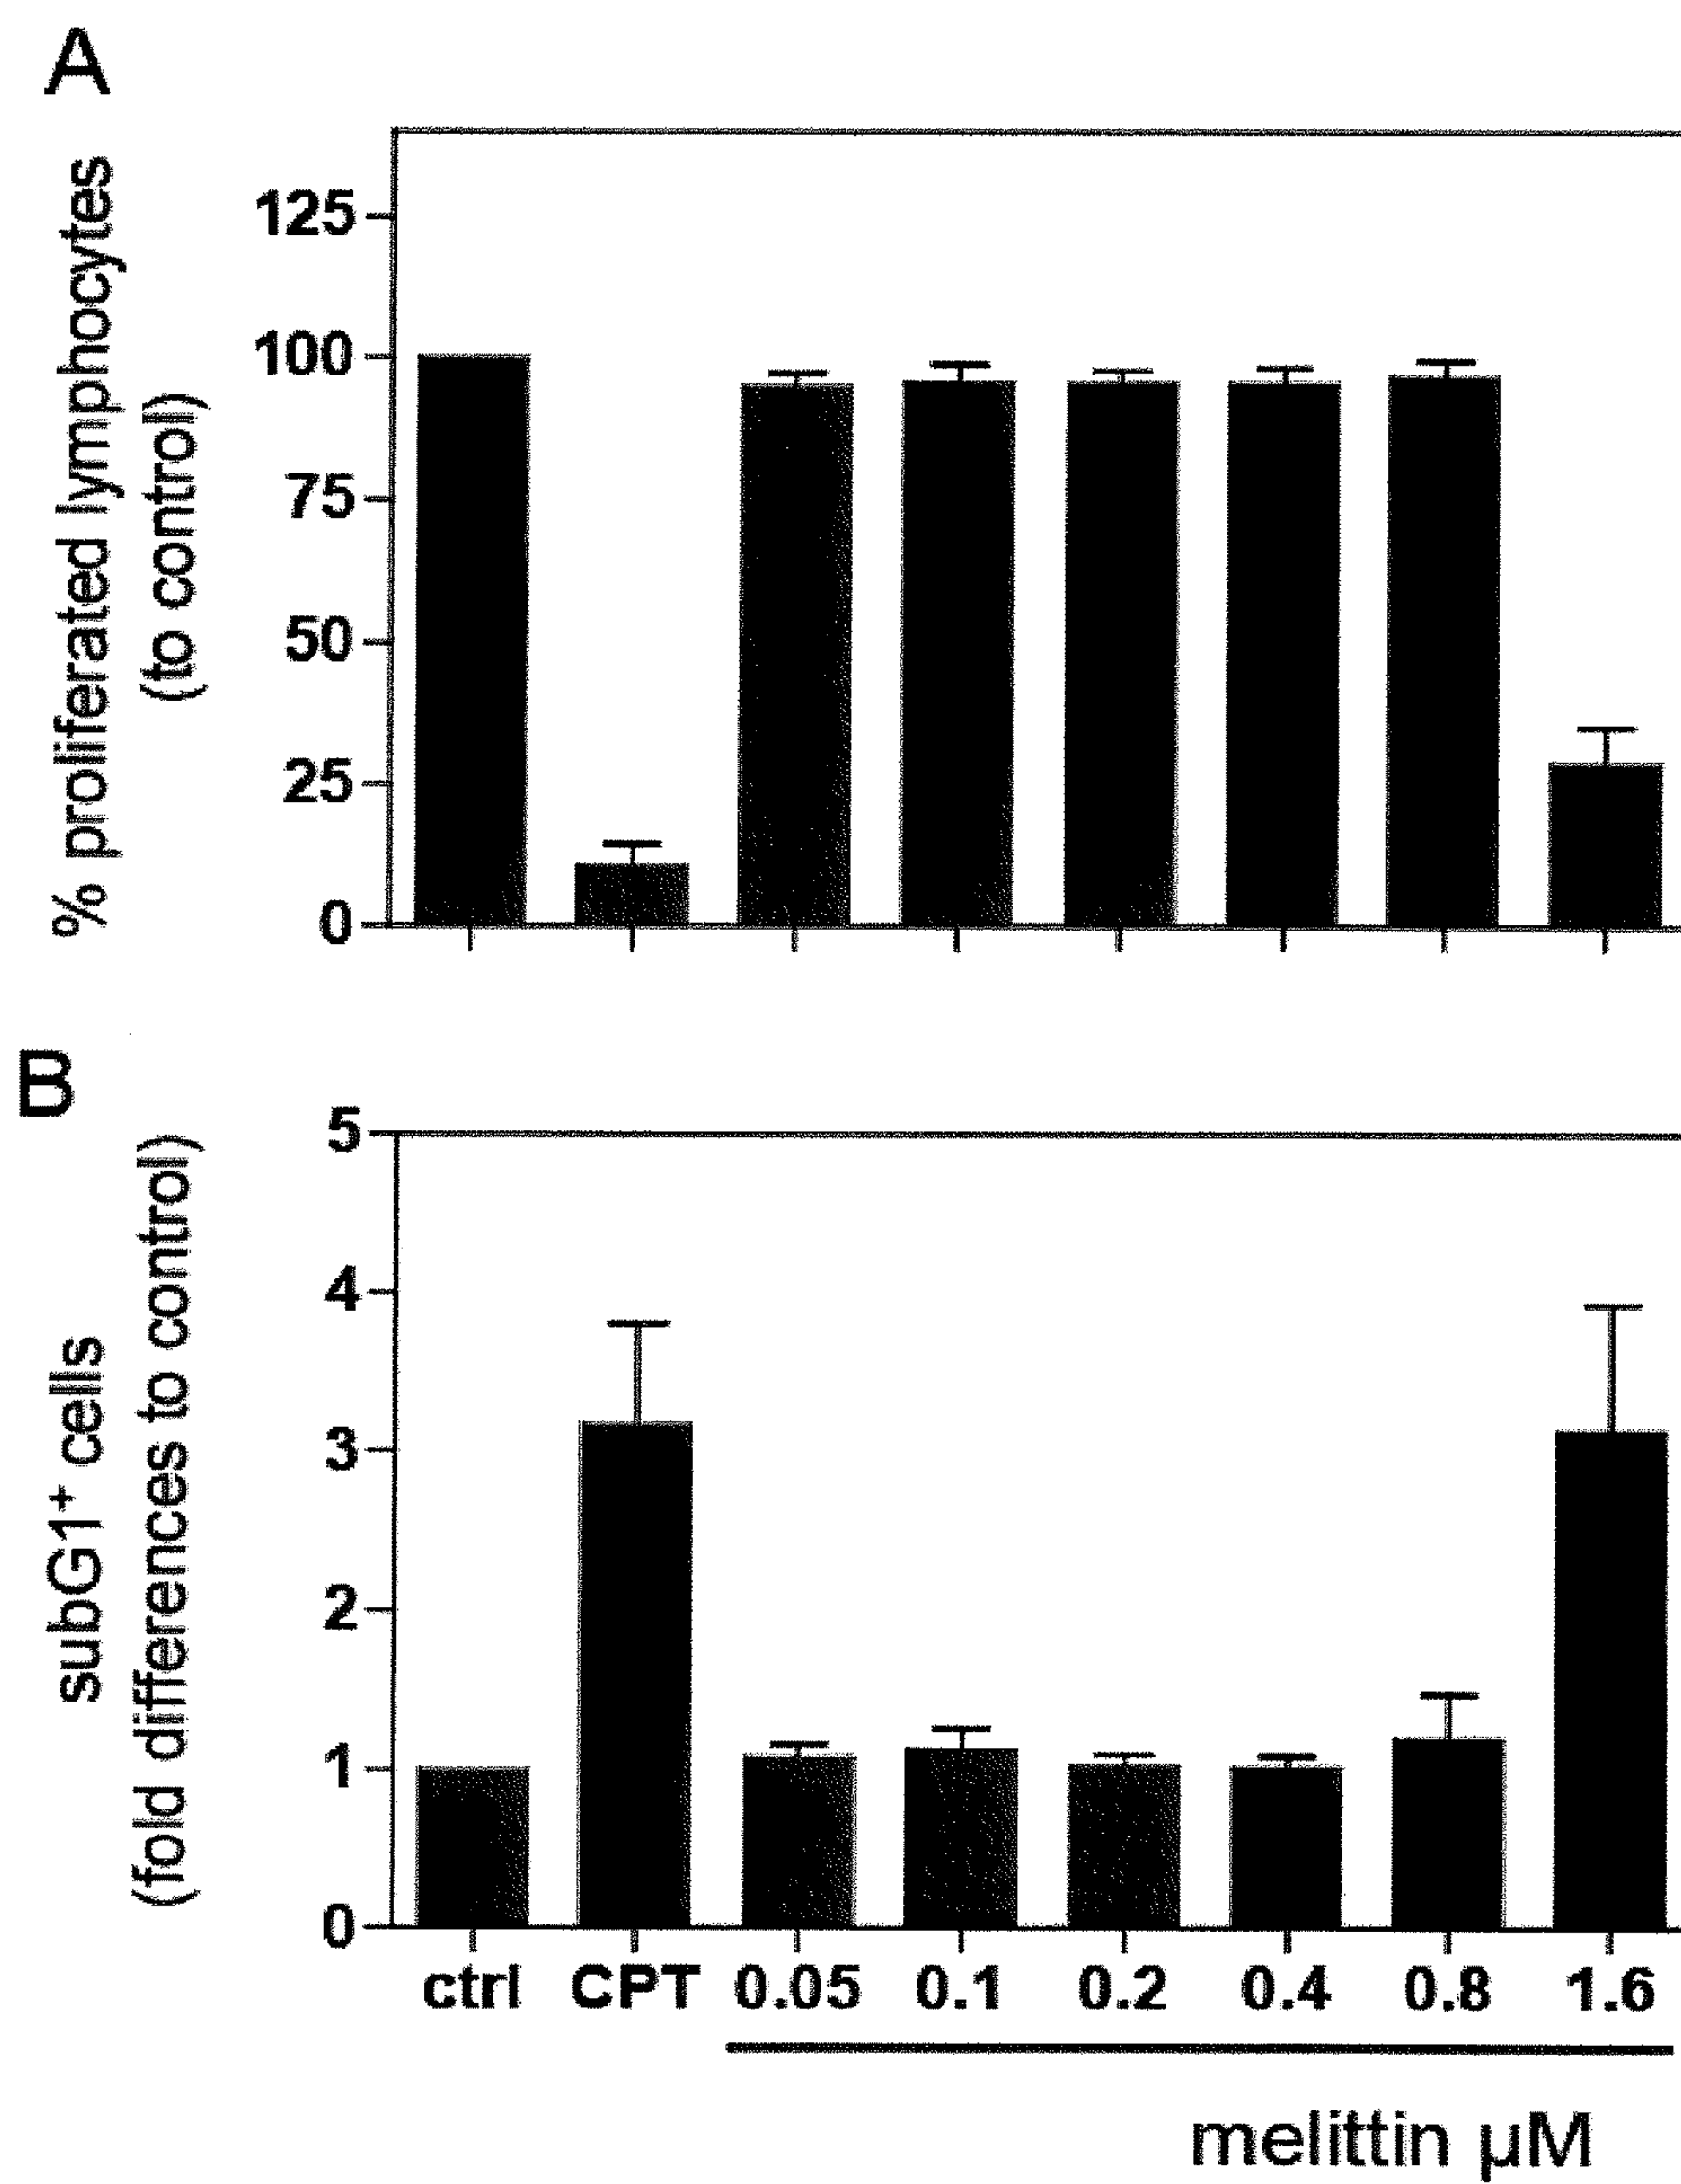 A
% proliferated lymphocytes
(to control)
125
100
75
50
25
0
B
subG1⁺ cells
(fold differences to control)
5
4
3
2
1
0
ctrl CPT 0.05 0.1 0.2 0.4 0.8 1.6
melittin µM